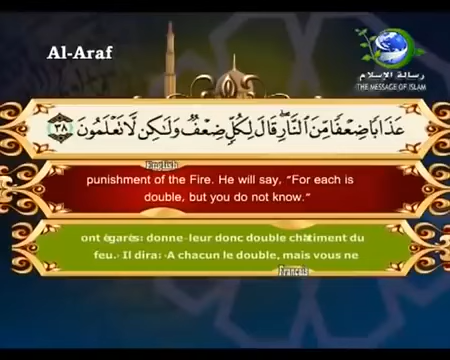 Al-Araf
رسالة الإسلام
THE MESSAGE OF ISLAM
عَذَابًا ضِعْفًا مِّنَ ٱلنَّارِ ۖ قَالَ لِكُلٍّ ضِعْفٌ وَلَٰكِن لَّا تَعْلَمُونَ ٣٨
English
punishment of the Fire. He will say, "For each is
double, but you do not know."
ont égarés: donne-leur donc double châtiment du
feu.» Il dira: «A chacun le double, mais vous ne
Français